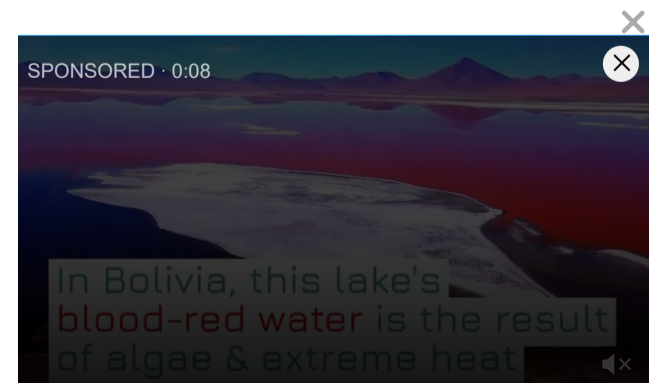 SPONSORED · 0:08
In Bolivia, this lake's
blood-red water is the result
of algae & extreme heat